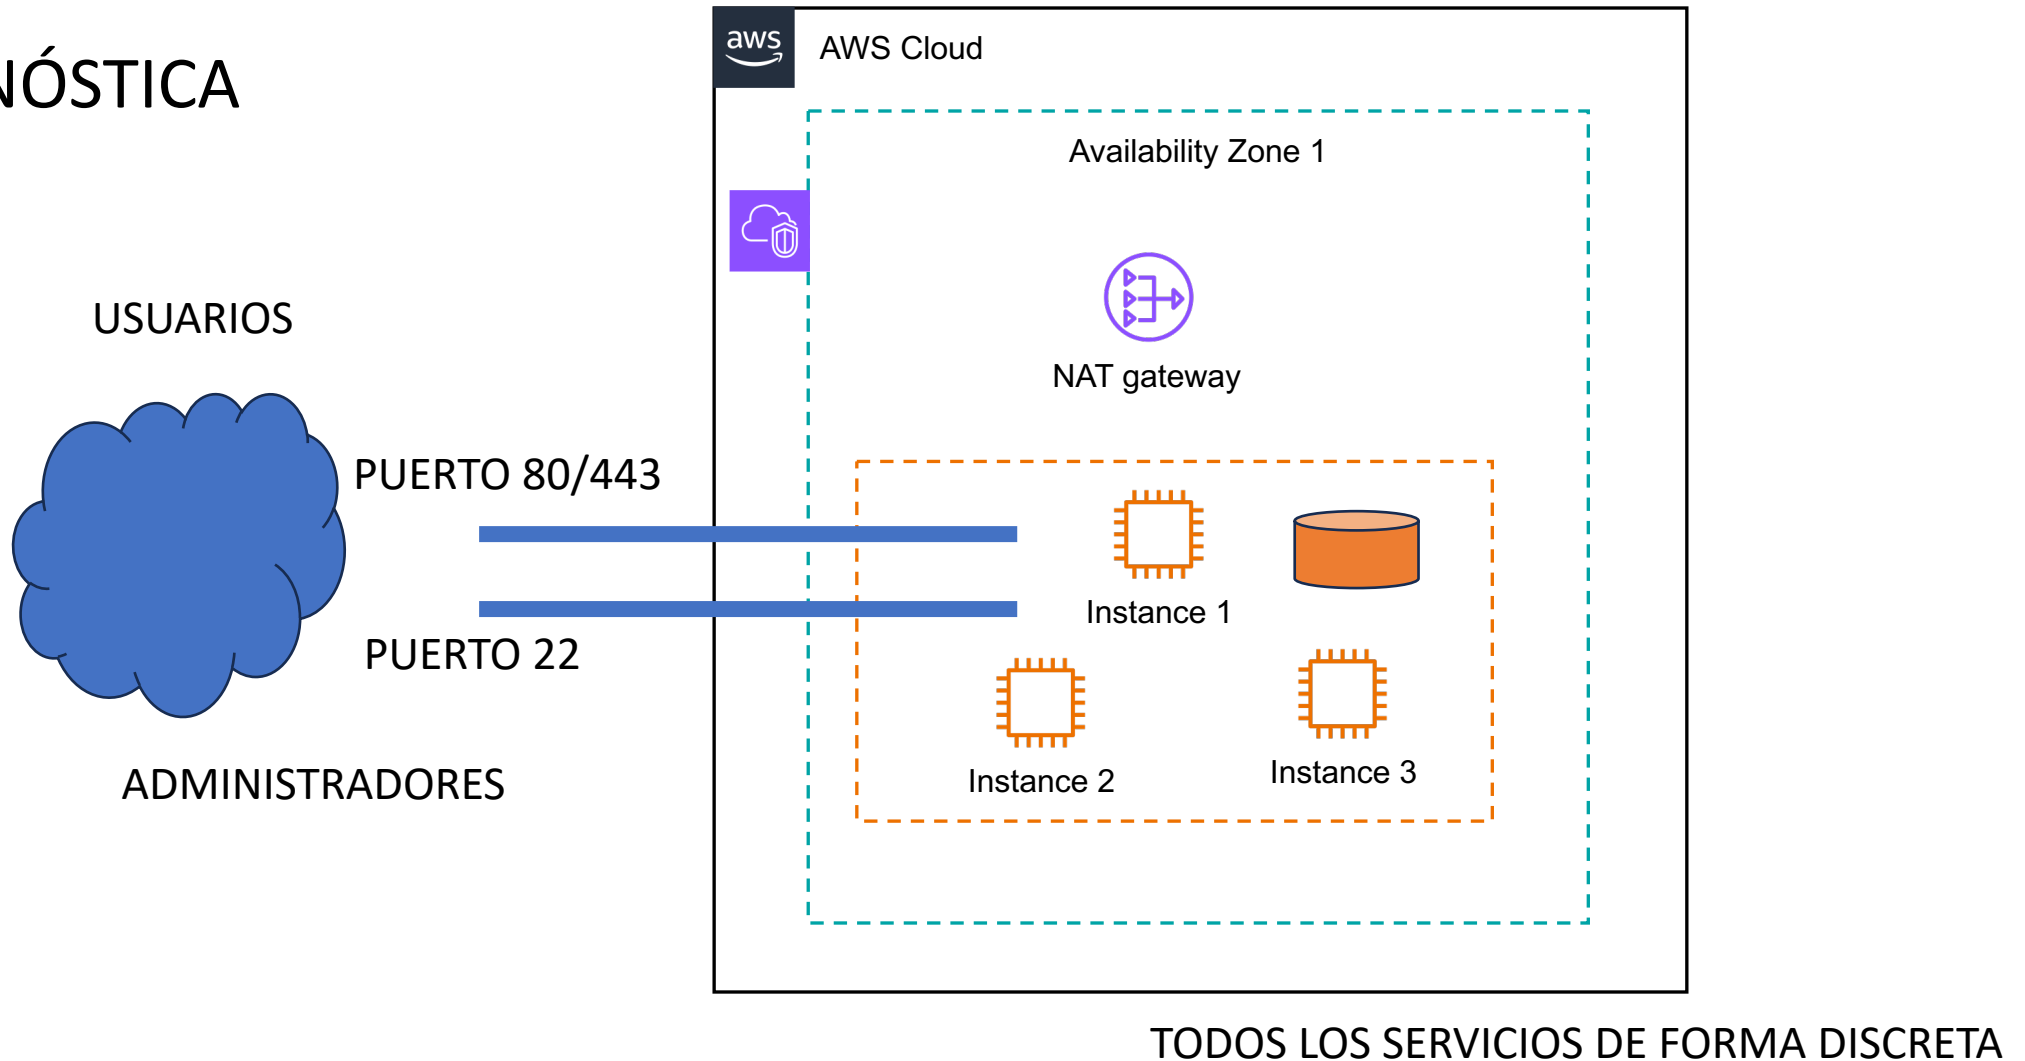 NÓSTICA
aws
AWS Cloud
Availability Zone 1
USUARIOS
NAT gateway
PUERTO 80/443
Instance 1
PUERTO 22
Instance 2
Instance 3
ADMINISTRADORES
TODOS LOS SERVICIOS DE FORMA DISCRETA